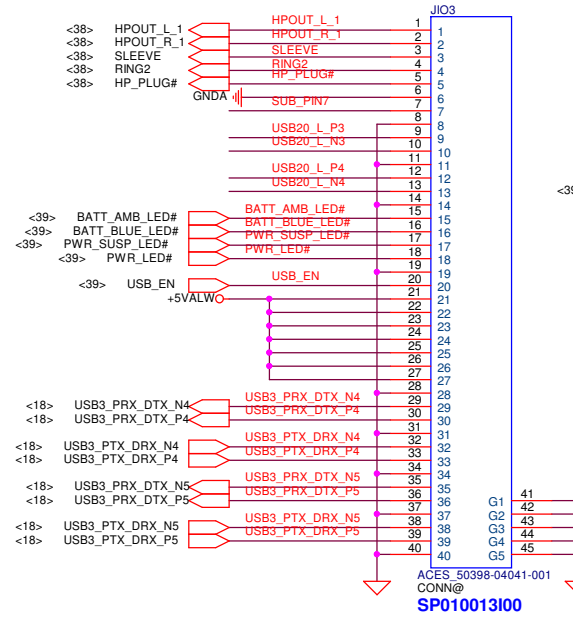 JIO3
<38> HPOUT_L_1 HPOUT_L_1 1 1
<38> HPOUT_R_1 HPOUT_R_1 2 2
<38> SLEEVE SLEEVE 3 3
<38> RING2 RING2 4 4
<38> HP_PLUG# HP_PLUG# 5 5
GNDA 6 6
SUB_PIN7 7 7
8 8
USB20_L_P3 9 9
USB20_L_N3 10 10
11 11
USB20_L_P4 12 12
USB20_L_N4 13 13
14 14
<39> BATT_AMB_LED# BATT_AMB_LED# 15 15
<39> BATT_BLUE_LED# BATT_BLUE_LED# 16 16
<39> PWR_SUSP_LED# PWR_SUSP_LED# 17 17
<39> PWR_LED# PWR_LED# 18 18
19 19
<39> USB_EN USB_EN 20 20
+5VALW 21 21
22 22
23 23
24 24
25 25
26 26
27 27
28 28
<18> USB3_PRX_DTX_N4 USB3_PRX_DTX_N4 29 29
<18> USB3_PRX_DTX_P4 USB3_PRX_DTX_P4 30 30
31 31
<18> USB3_PTX_DRX_N4 USB3_PTX_DRX_N4 32 32
<18> USB3_PTX_DRX_P4 USB3_PTX_DRX_P4 33 33
34 34
<18> USB3_PRX_DTX_N5 USB3_PRX_DTX_N5 35 35
<18> USB3_PRX_DTX_P5 USB3_PRX_DTX_P5 36 36 G1 41
37 37 G2 42
<18> USB3_PTX_DRX_N5 USB3_PTX_DRX_N5 38 38 G3 43
<18> USB3_PTX_DRX_P5 USB3_PTX_DRX_P5 39 39 G4 44
40 40 G5 45
ACES_50398-04041-001
CONN@
SP010013I00